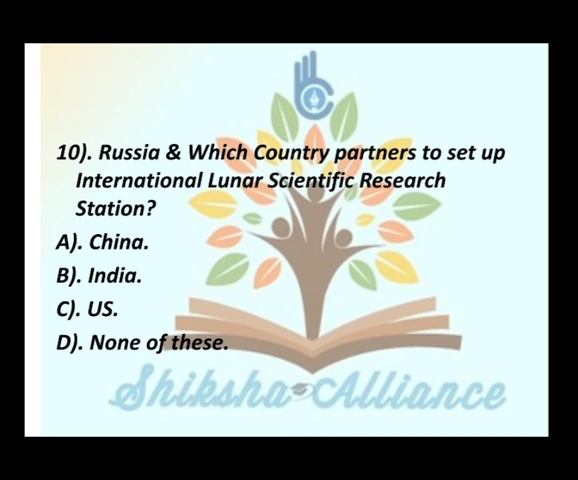 10). Russia & Which Country partners to set up
International Lunar Scientific Research
Station?
A). China.
B). India.
C). US.
D). None of these.
Shiksha Alliance